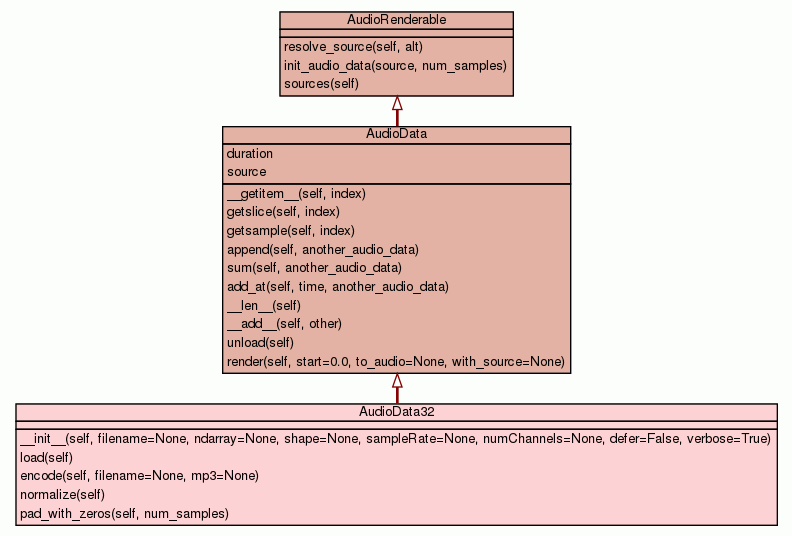 AudioRenderable
resolve_source(self, alt)
init_audio_data(source, num_samples)
sources(self)
AudioData
duration
source
__getitem__(self, index)
getslice(self, index)
getsample(self, index)
append(self, another_audio_data)
sum(self, another_audio_data)
add_at(self, time, another_audio_data)
__len__(self)
__add__(self, other)
unload(self)
render(self, start=0.0, to_audio=None, with_source=None)
AudioData32
__init__(self, filename=None, ndarray=None, shape=None, sampleRate=None, numChannels=None, defer=False, verbose=True)
load(self)
encode(self, filename=None, mp3=None)
normalize(self)
pad_with_zeros(self, num_samples)